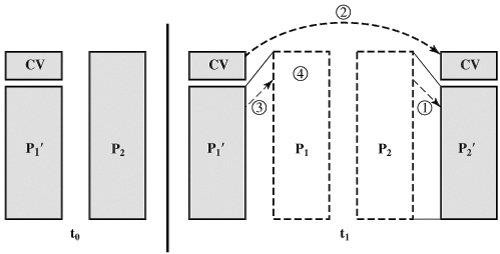 ②
CV CV CV
④
③ ①
P₁′ P₂ P₁′ P₁ P₂ P₂′
t₀ t₁